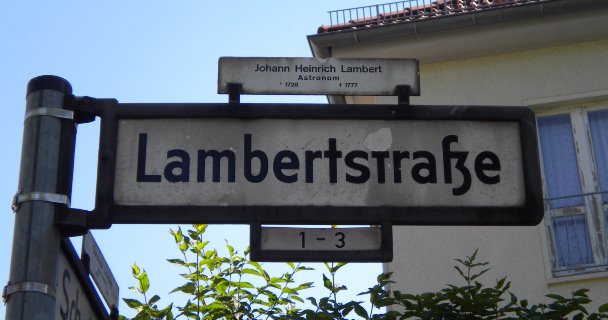 Johann Heinrich Lambert
Astronom
* 1728 † 1777
Lambertstraße
1 - 3